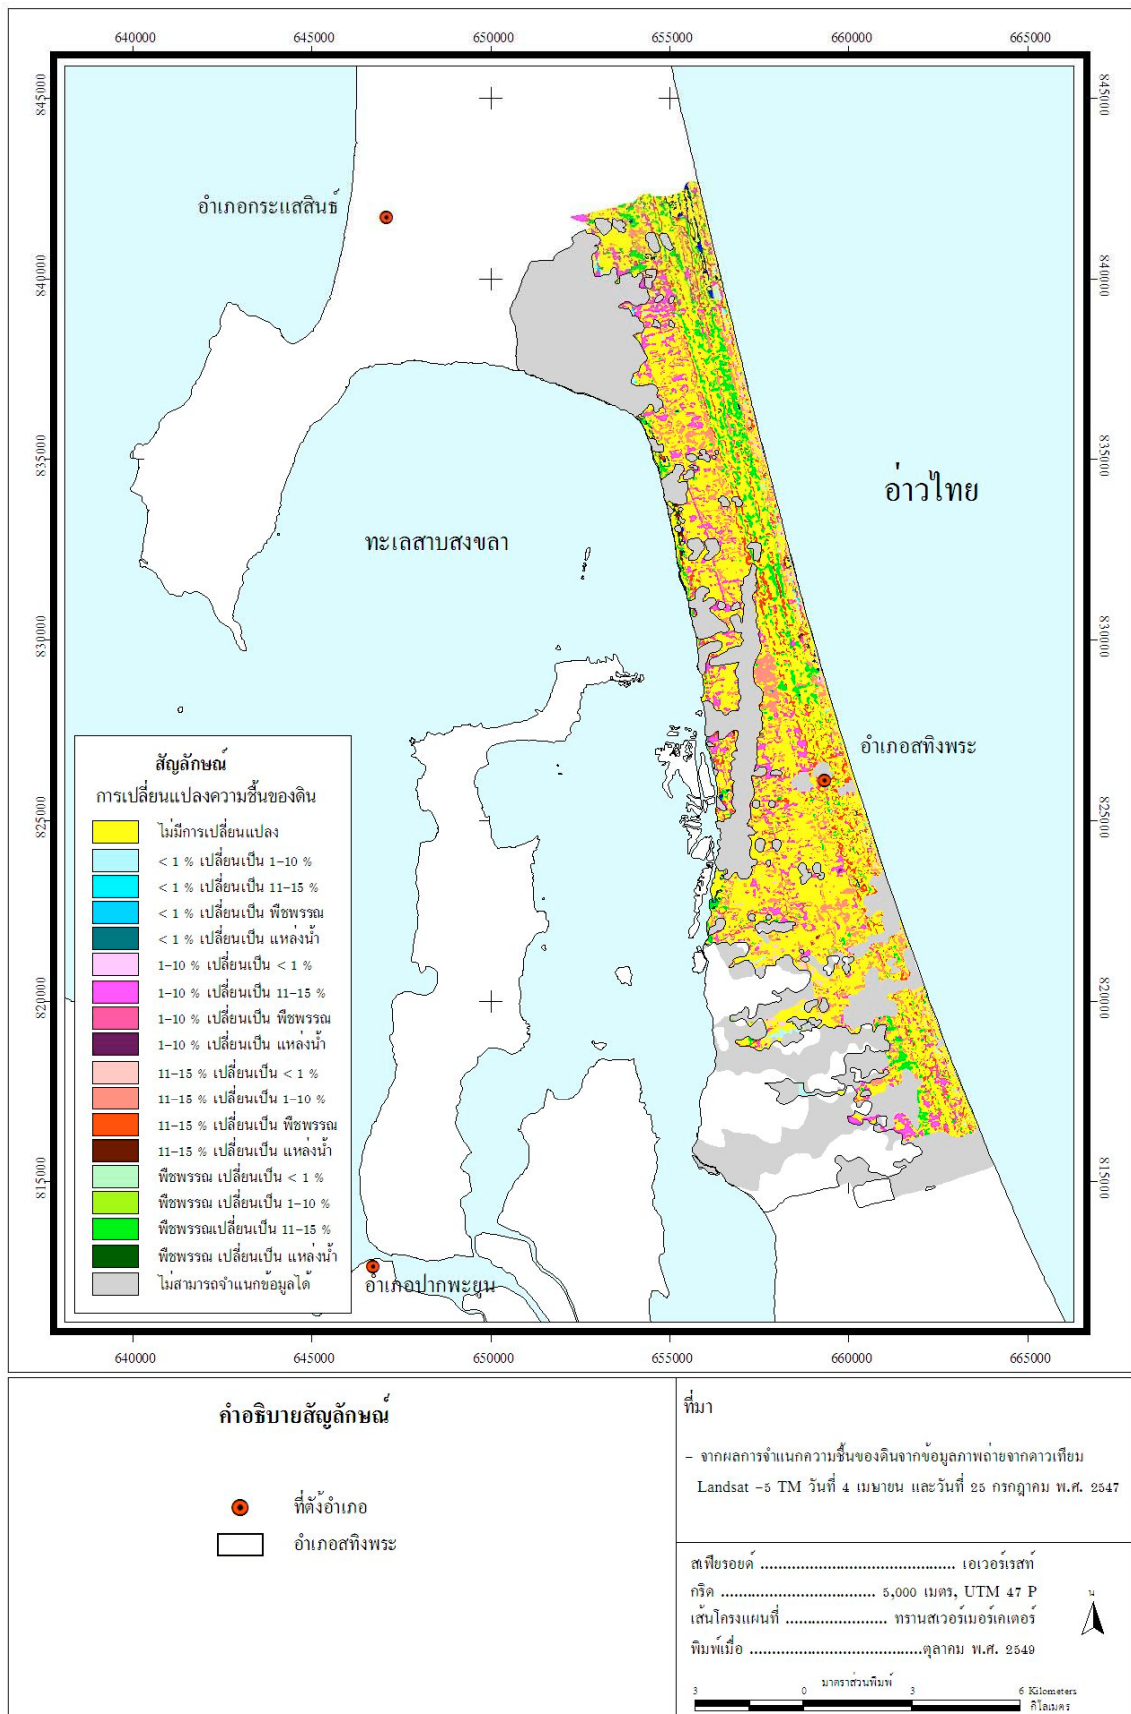 640000 645000 650000 655000 660000 665000
845000 845000
อำเภอกระแสสินธุ์
840000 840000
835000 835000
อ่าวไทย
ทะเลสาบสงขลา
830000 830000
อำเภอสทิงพระ
825000 825000
820000 820000
815000 815000
สัญลักษณ์
การเปลี่ยนแปลงความชื้นของดิน
ไม่มีการเปลี่ยนแปลง
< 1 % เปลี่ยนเป็น 1-10 %
< 1 % เปลี่ยนเป็น 11-15 %
< 1 % เปลี่ยนเป็น พืชพรรณ
< 1 % เปลี่ยนเป็น แหล่งน้ำ
1-10 % เปลี่ยนเป็น < 1 %
1-10 % เปลี่ยนเป็น 11-15 %
1-10 % เปลี่ยนเป็น พืชพรรณ
1-10 % เปลี่ยนเป็น แหล่งน้ำ
11-15 % เปลี่ยนเป็น < 1 %
11-15 % เปลี่ยนเป็น 1-10 %
11-15 % เปลี่ยนเป็น พืชพรรณ
11-15 % เปลี่ยนเป็น แหล่งน้ำ
พืชพรรณ เปลี่ยนเป็น < 1 %
พืชพรรณ เปลี่ยนเป็น 1-10 %
พืชพรรณเปลี่ยนเป็น 11-15 %
พืชพรรณ เปลี่ยนเป็น แหล่งน้ำ
ไม่สามารถจำแนกข้อมูลได้
อำเภอปากพะยูน
640000 645000 650000 655000 660000 665000
คำอธิบายสัญลักษณ์
ที่ตั้งอำเภอ
อำเภอสทิงพระ
ที่มา
- จากผลการจำแนกความชื้นของดินจากข้อมูลภาพถ่ายจากดาวเทียม
Landsat -5 TM วันที่ 4 เมษายน และวันที่ 25 กรกฎาคม พ.ศ. 2547
สเฟียรอยด์ ............................................ เอเวอร์เรสท์
กริด ................................... 5,000 เมตร, UTM 47 P
เส้นโครงแผนที่ ....................... ทรานสเวอร์เมอร์เคเตอร์
พิมพ์เมื่อ .......................................ตุลาคม พ.ศ. 2549
น
มาตราส่วนพิมพ์
3 0 3 6 Kilometers
กิโลเมตร